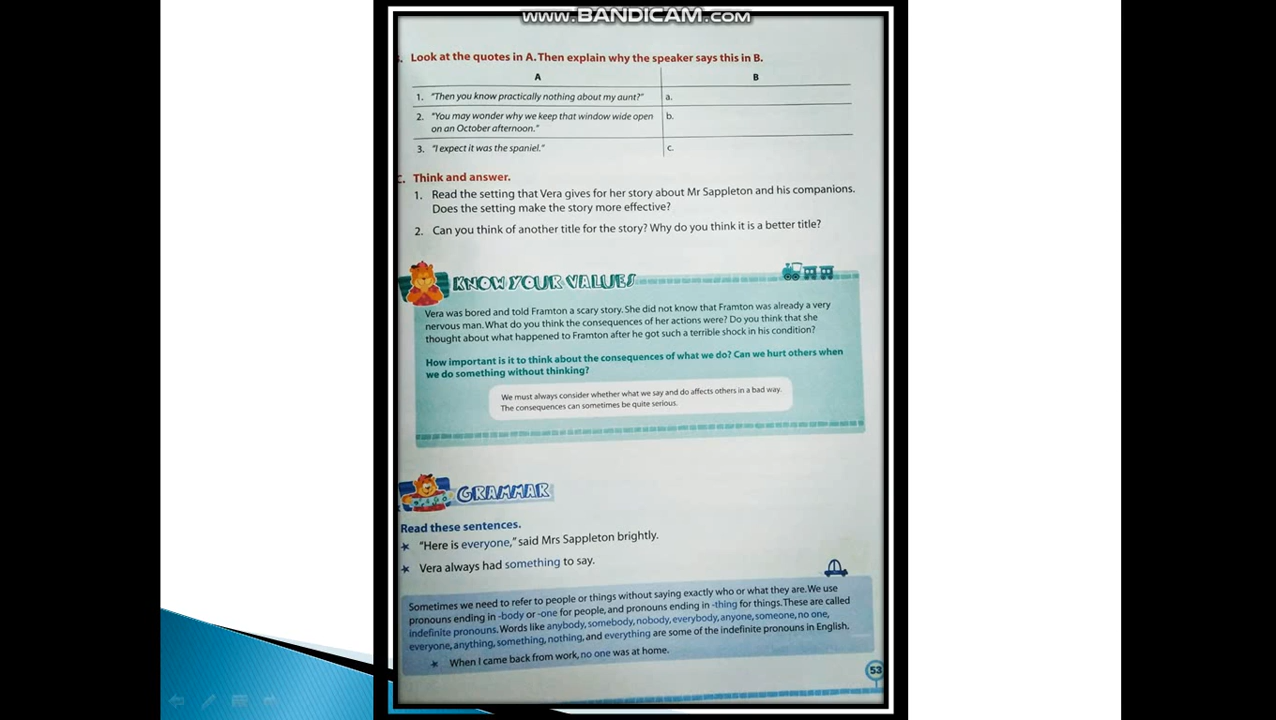 WWW.BANDICAM.COM
Look at the quotes in A. Then explain why the speaker says this in B.
A B
1. "Then you know practically nothing about my aunt?" a.
2. "You may wonder why we keep that window wide open b.
on an October afternoon."
3. "I expect it was the spaniel." c.
C. Think and answer.
1. Read the setting that Vera gives for her story about Mr Sappleton and his companions.
Does the setting make the story more effective?
2. Can you think of another title for the story? Why do you think it is a better title?
KNOW YOUR VALUES
Vera was bored and told Framton a scary story. She did not know that Framton was already a very
nervous man. What do you think the consequences of her actions were? Do you think that she
thought about what happened to Framton after he got such a terrible shock in his condition?
How important is it to think about the consequences of what we do? Can we hurt others when
we do something without thinking?
We must always consider whether what we say and do affects others in a bad way.
The consequences can sometimes be quite serious.
GRAMMAR
Read these sentences.
"Here is everyone," said Mrs Sappleton brightly.
Vera always had something to say.
Sometimes we need to refer to people or things without saying exactly who or what they are. We use
pronouns ending in -body or -one for people, and pronouns ending in -thing for things. These are called
indefinite pronouns. Words like anybody, somebody, nobody, everybody, anyone, someone, no one,
everyone, anything, something, nothing, and everything are some of the indefinite pronouns in English.
When I came back from work, no one was at home.
53